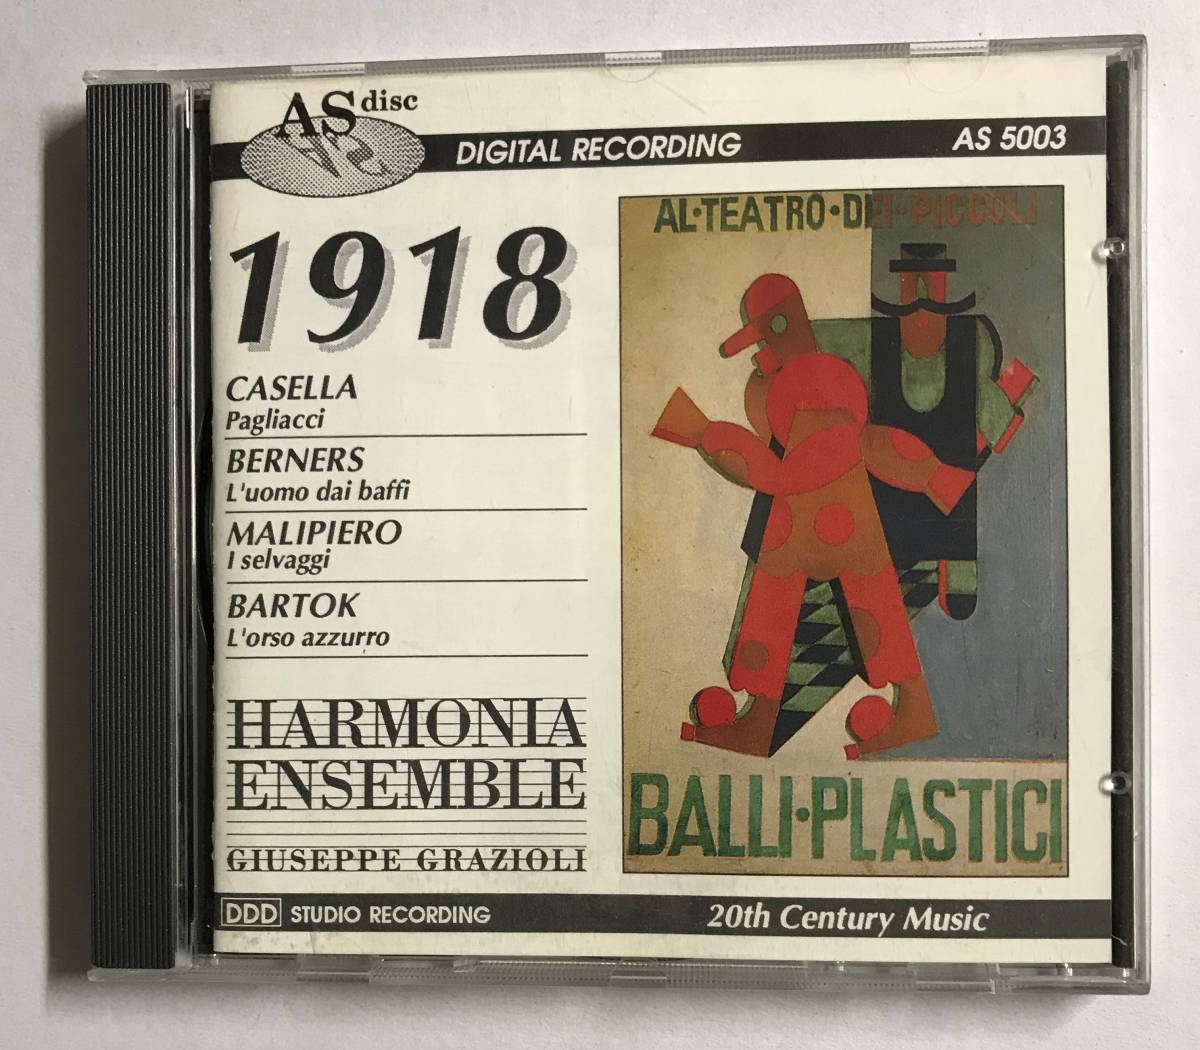 AS disc
AS
DIGITAL RECORDING
AS 5003
1918
CASELLA
Pagliacci
BERNERS
L'uomo dai baffi
MALIPIERO
I selvaggi
BARTOK
L'orso azzurro
HARMONIA
ENSEMBLE
GIUSEPPE GRAZIOLI
AL•TEATRO•DEI•PICCOLI
BALLI•PLASTICI
DDD STUDIO RECORDING
20th Century Music